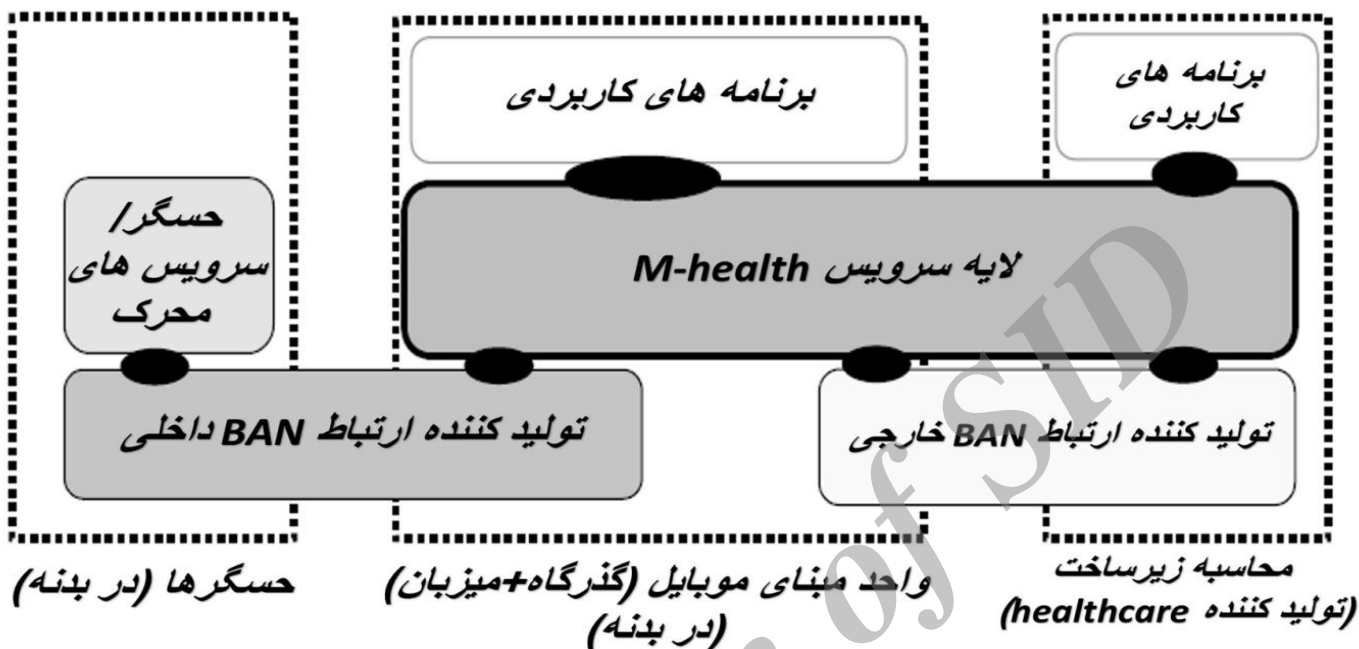 برنامه های کاربردی
برنامه های
کاربردی
حسگر/
سرویس های
محرک
لایه سرویس M-health
تولید کننده ارتباط BAN داخلی
تولید کننده ارتباط BAN خارجی
حسگرها (در بدنه)
واحد مبنای موبایل (گذرگاه+میزبان)
(در بدنه)
محاسبه زیرساخت
(تولید کننده healthcare)
of SID